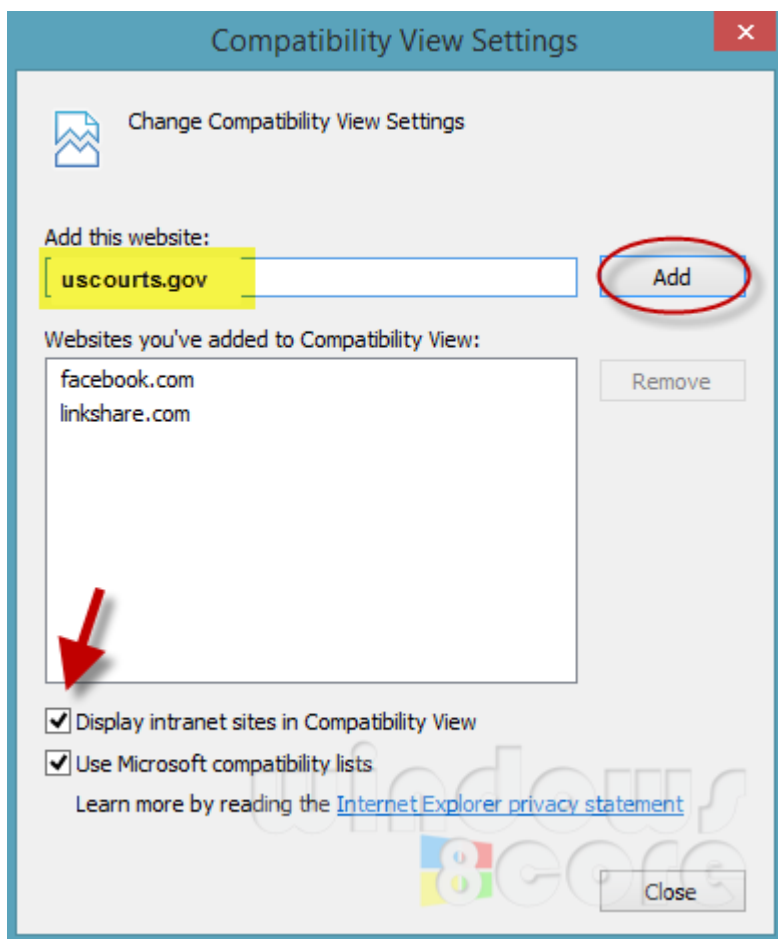 Compatibility View Settings
Change Compatibility View Settings
Add this website:
uscourts.gov
Add
Websites you've added to Compatibility View:
facebook.com
linkshare.com
Remove
Display intranet sites in Compatibility View
Use Microsoft compatibility lists
Learn more by reading the Internet Explorer privacy statement
windows
8core
Close